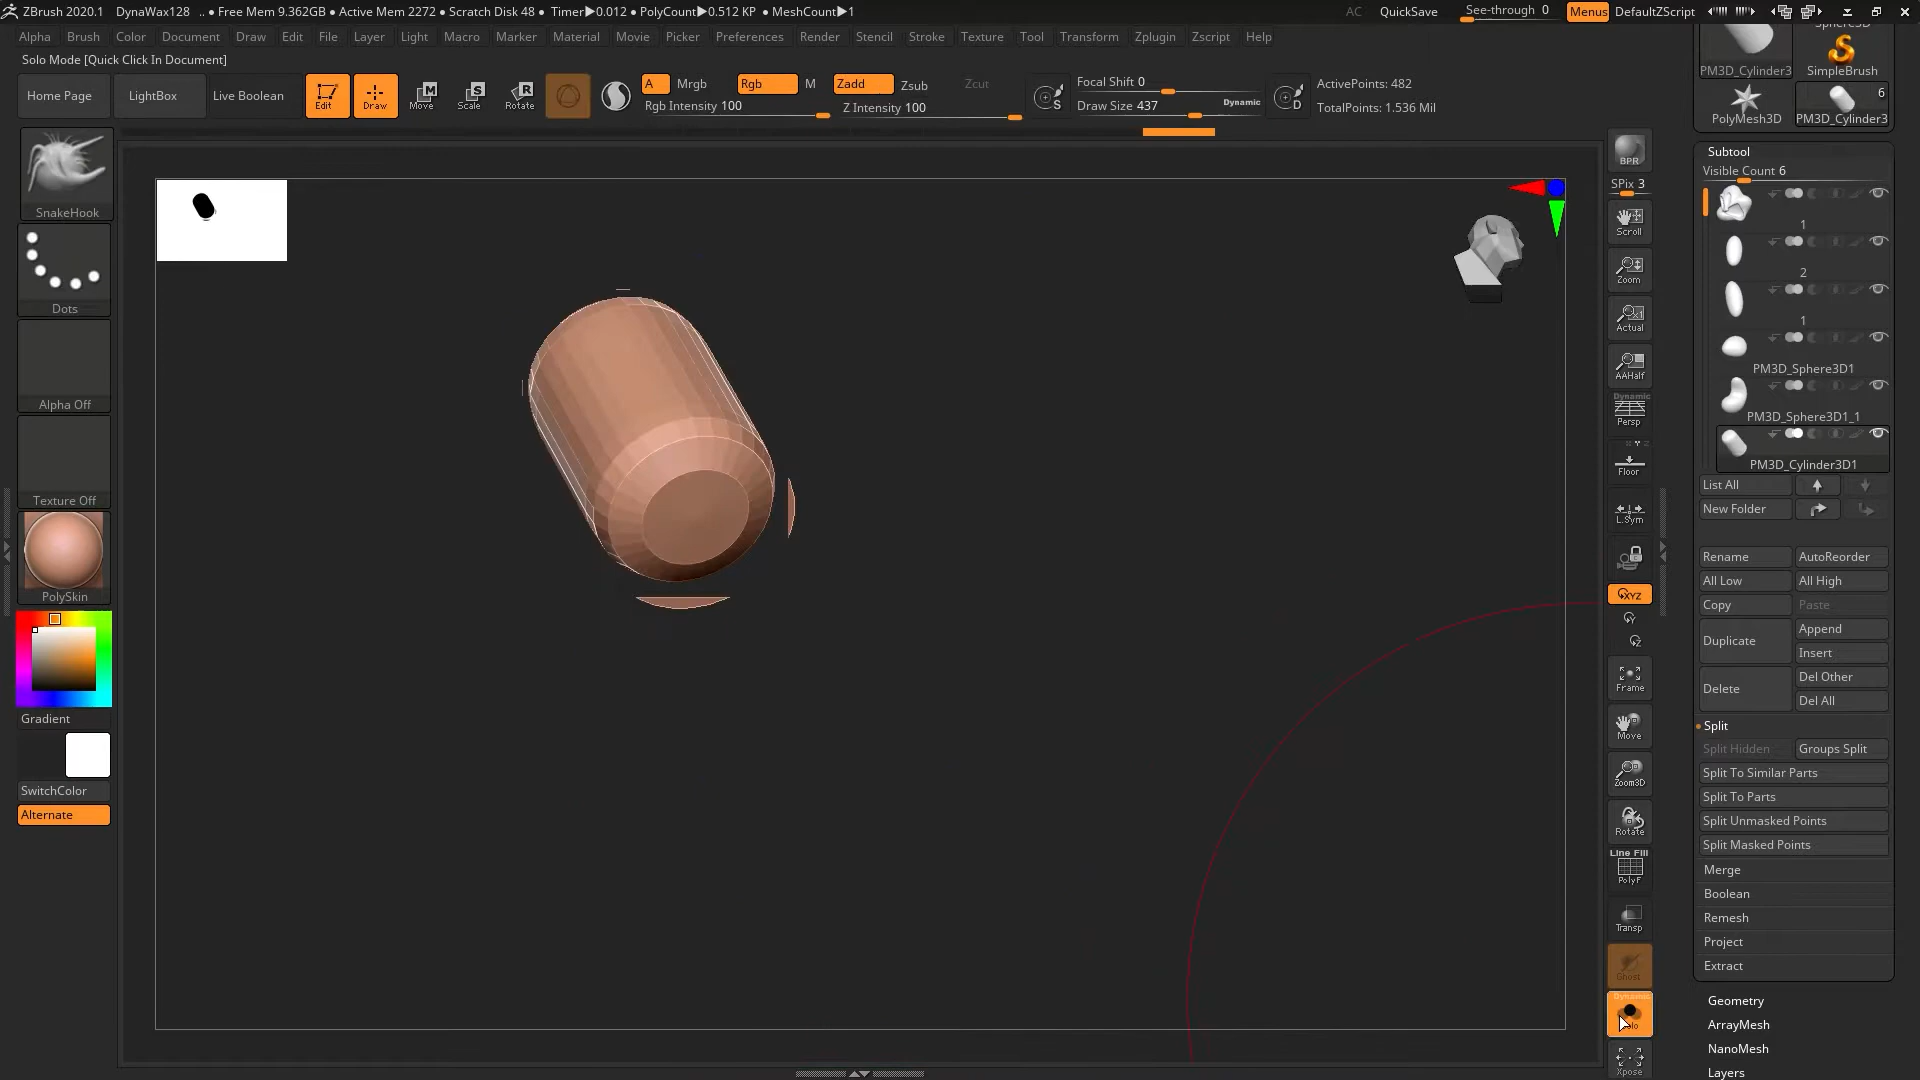 ZBrush 2020.1 DynaWax128 .. • Free Mem 9.362GB • Active Mem 2272 • Scratch Disk 48 • Timer▶0.012 • PolyCount▶0.512 KP • MeshCount▶1
AC QuickSave See-through 0 Menus DefaultZScript
Alpha Brush Color Document Draw Edit File Layer Light Macro Marker Material Movie Picker Preferences Render Stencil Stroke Texture Tool Transform Zplugin Zscript Help
Solo Mode [Quick Click In Document]
Home Page LightBox Live Boolean Edit Draw Move Scale Rotate
M S R
A Mrgb Rgb M Zadd Zsub Zcut
Rgb Intensity 100 Z Intensity 100
S Focal Shift 0
Draw Size 437 Dynamic D
ActivePoints: 482
TotalPoints: 1.536 Mil
SnakeHook
Dots
Alpha Off
Texture Off
PolySkin
Gradient
SwitchColor
Alternate
BPR
SPix 3
Scroll
Zoom
Actual
AAHalf
Dynamic
Persp
Floor
L.Sym
XYZ
Y
Z
Frame
Move
Zoom3D
Rotate
Line Fill
PolyF
Transp
Ghost
Dynamic
Xpose
PM3D_Cylinder3 SimpleBrush
6
PolyMesh3D PM3D_Cylinder3
Subtool
Visible Count 6
1
2
1
PM3D_Sphere3D1
PM3D_Sphere3D1_1
PM3D_Cylinder3D1
List All
New Folder
Rename AutoReorder
All Low All High
Copy Paste
Duplicate Append
Insert
Delete Del Other
Del All
Split
Split Hidden Groups Split
Split To Similar Parts
Split To Parts
Split Unmasked Points
Split Masked Points
Merge
Boolean
Remesh
Project
Extract
Geometry
ArrayMesh
NanoMesh
Layers